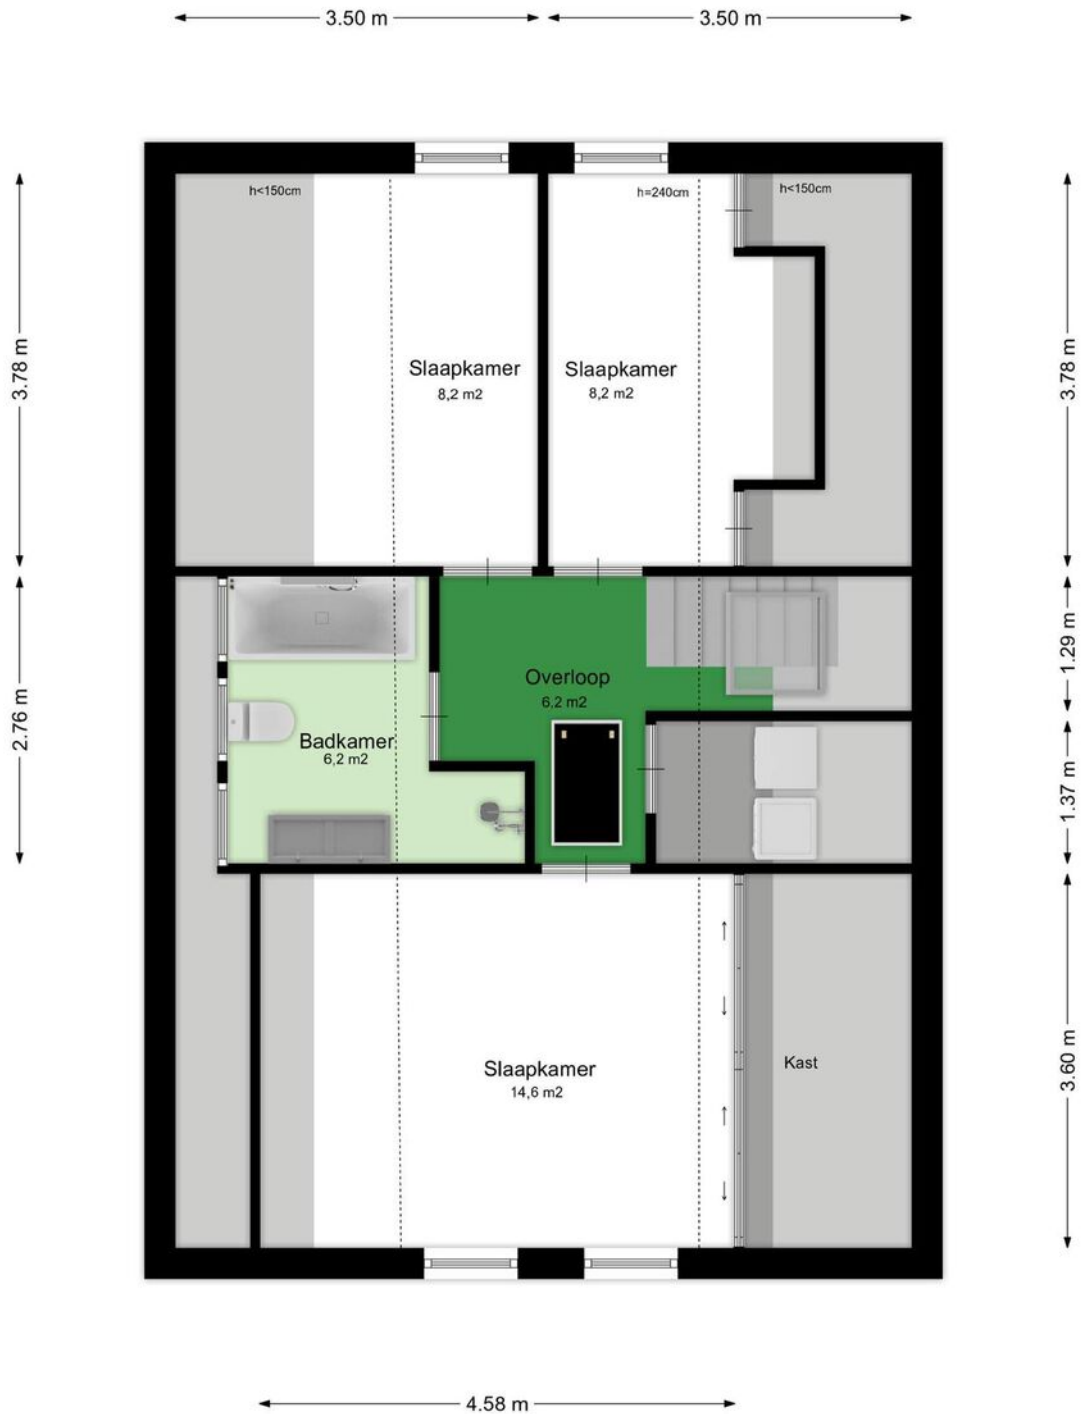 3.50 m
3.50 m
h<150cm
h=240cm
h<150cm
3.78 m
3.78 m
Slaapkamer
8,2 m2
Slaapkamer
8,2 m2
2.76 m
1.29 m
Overloop
6,2 m2
Badkamer
6,2 m2
1.37 m
3.60 m
Slaapkamer
14,6 m2
Kast
4.58 m